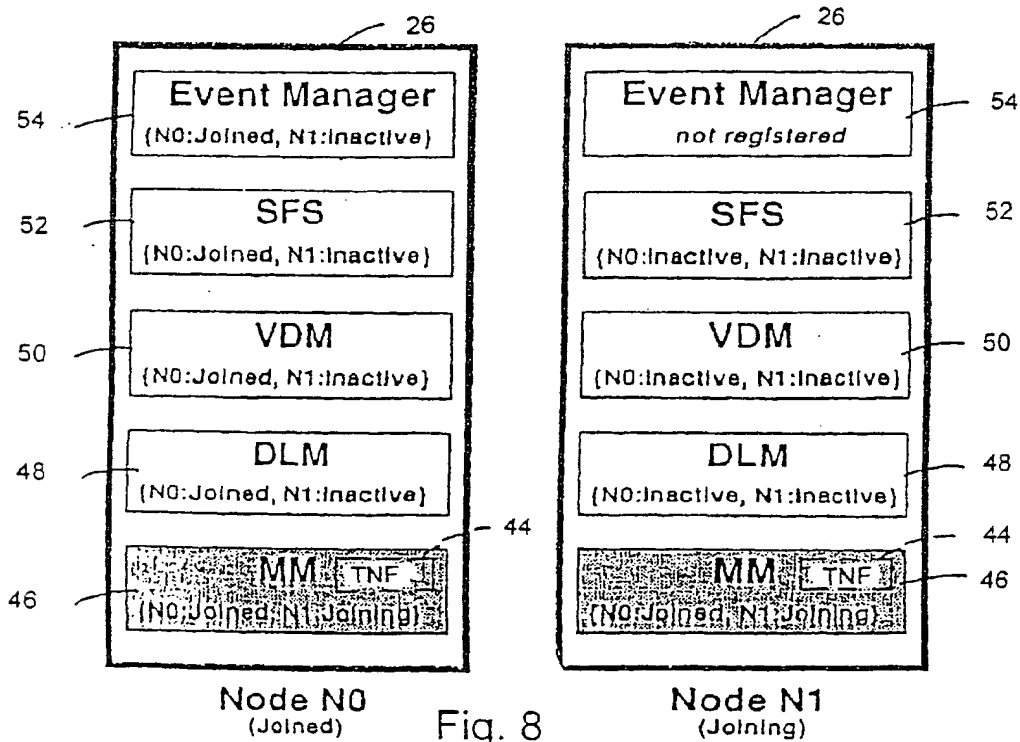 26
26
Event Manager
{N0:Joined, N1:Inactive}
54
Event Manager
not registered
54
SFS
{N0:Joined, N1:Inactive}
52
SFS
{N0:Inactive, N1:Inactive}
52
VDM
{N0:Joined, N1:Inactive}
50
VDM
{N0:Inactive, N1:Inactive}
50
DLM
{N0:Joined, N1:Inactive}
48
DLM
{N0:Inactive, N1:Inactive}
48
44
44
MM TNF
{N0:Joined, N1:Joining}
46
MM TNF
{N0:Joined, N1:Joining}
46
Node N0
(Joined)
Fig. 8
Node N1
(Joining)